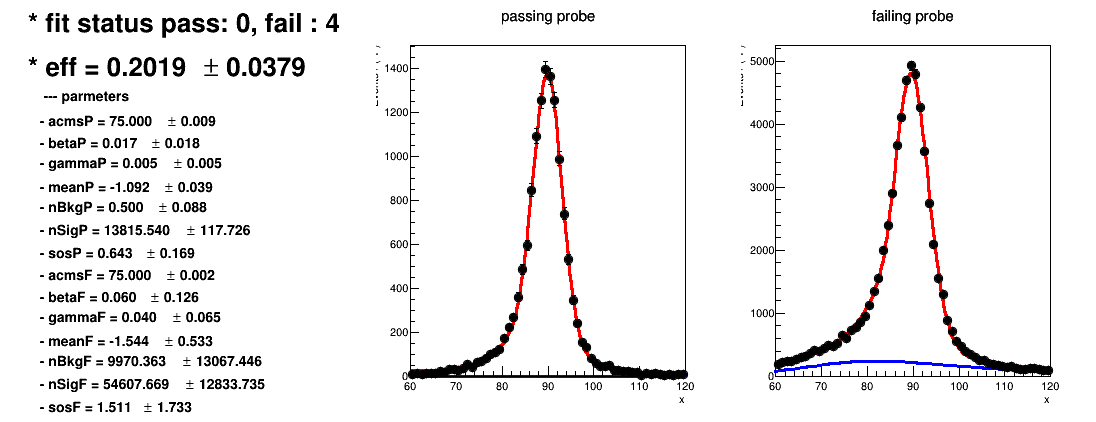 * fit status pass: 0, fail : 4
* eff = 0.2019 ± 0.0379
--- parmeters
- acmsP = 75.000 ± 0.009
- betaP = 0.017 ± 0.018
- gammaP = 0.005 ± 0.005
- meanP = -1.092 ± 0.039
- nBkgP = 0.500 ± 0.088
- nSigP = 13815.540 ± 117.726
- sosP = 0.643 ± 0.169
- acmsF = 75.000 ± 0.002
- betaF = 0.060 ± 0.126
- gammaF = 0.040 ± 0.065
- meanF = -1.544 ± 0.533
- nBkgF = 9970.363 ± 13067.446
- nSigF = 54607.669 ± 12833.735
- sosF = 1.511 ± 1.733
passing probe
1400
1200
1000
800
600
400
200
0
60 70 80 90 100 110 120
x
failing probe
5000
4000
3000
2000
1000
0
60 70 80 90 100 110 120
x